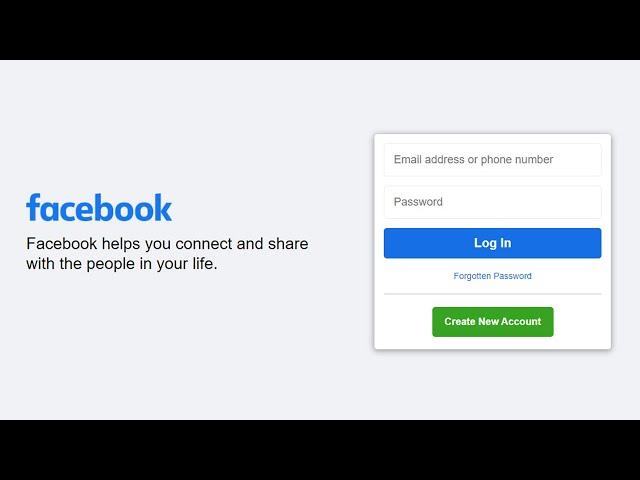 facebook
Facebook helps you connect and share
with the people in your life.
Email address or phone number
Password
Log In
Forgotten Password
Create New Account